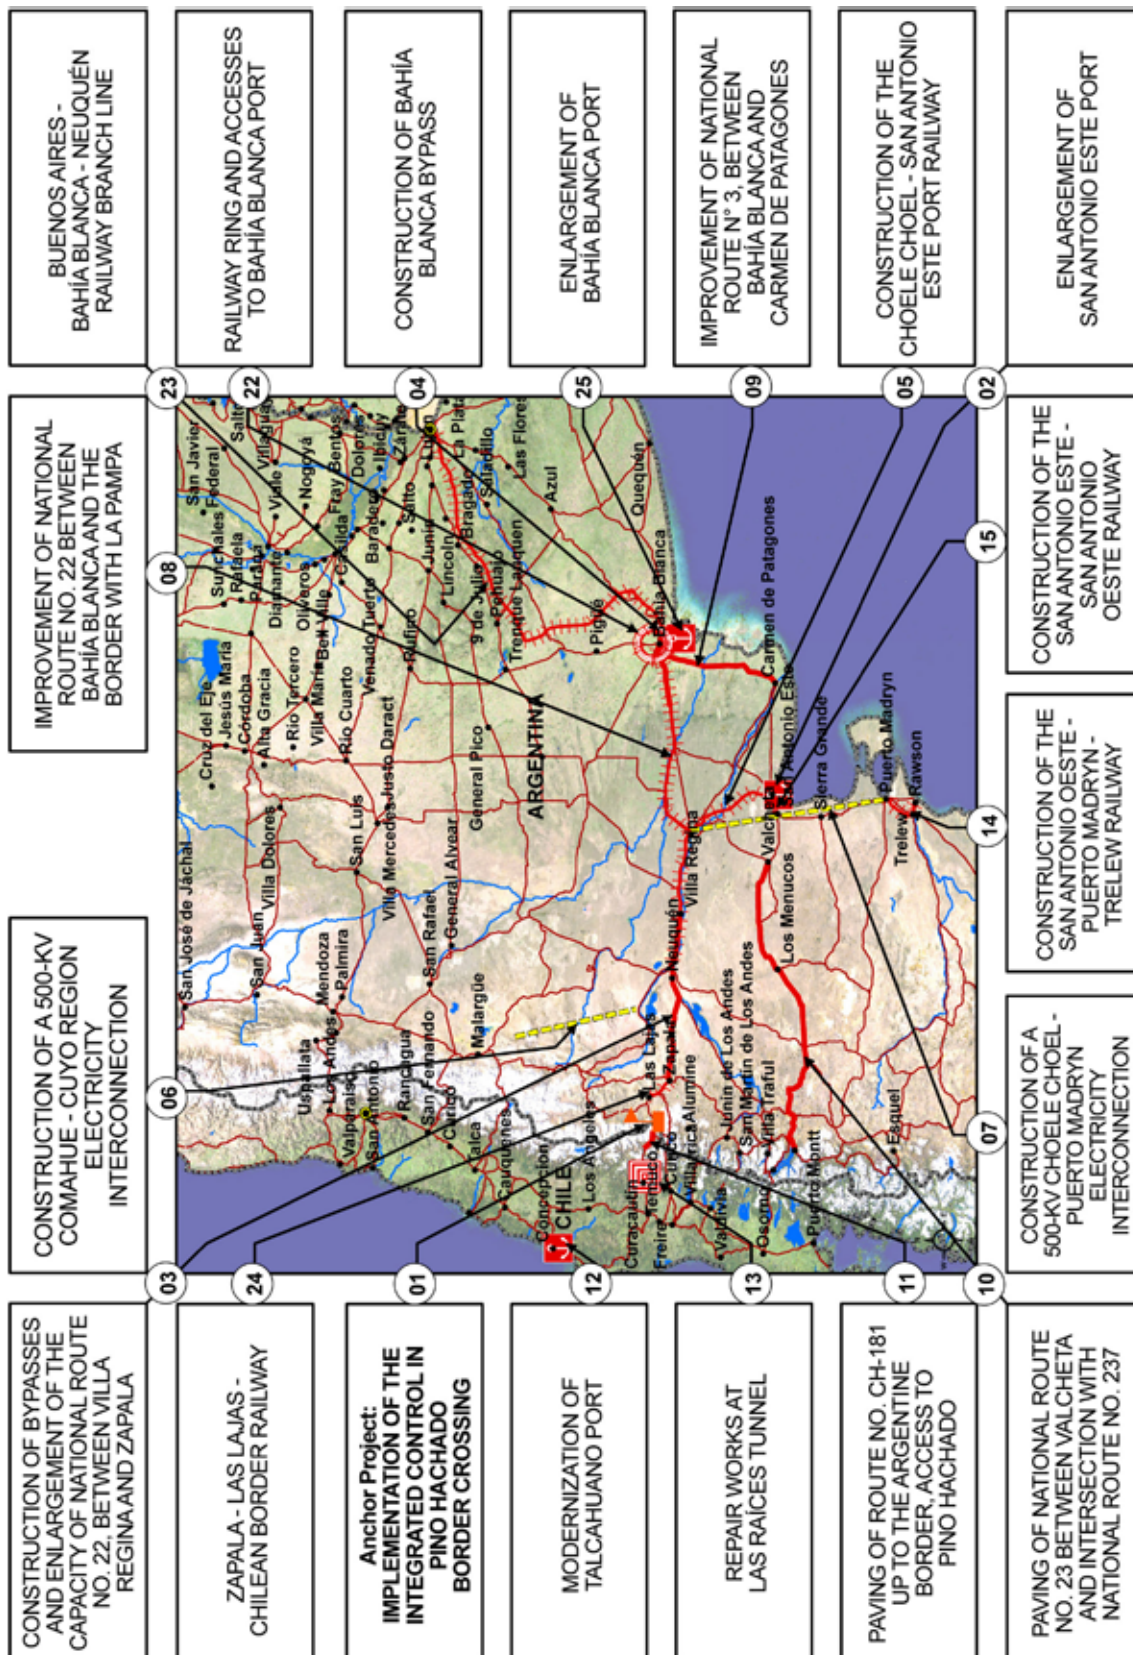 CONSTRUCTION OF BYPASSES
AND ENLARGEMENT OF THE
CAPACITY OF NATIONAL ROUTE
NO. 22, BETWEEN VILLA
REGINA AND ZAPALA
03
CONSTRUCTION OF A 500-KV
COMAHUE - CUYO REGION
ELECTRICITY
INTERCONNECTION
06
IMPROVEMENT OF NATIONAL
ROUTE NO. 22 BETWEEN
BAHÍA BLANCA AND THE
BORDER WITH LA PAMPA
08
BUENOS AIRES -
BAHÍA BLANCA - NEUQUÉN
RAILWAY BRANCH LINE
23
ZAPALA - LAS LAJAS -
CHILEAN BORDER RAILWAY
24
Anchor Project:
IMPLEMENTATION OF THE
INTEGRATED CONTROL IN
PINO HACHADO
BORDER CROSSING
01
MODERNIZATION OF
TALCAHUANO PORT
12
REPAIR WORKS AT
LAS RAÍCES TUNNEL
13
PAVING OF ROUTE NO. CH-181
UP TO THE ARGENTINE
BORDER, ACCESS TO
PINO HACHADO
11
San José de Jáchal
Cruz del Eje
San Javier
Federal
Sunchales
Jesús María
Rafaela
Salto
Córdoba
Paraná
San Juan
Villa Dolores
Alta Gracia
Diamante
Villagua
Viale
Río Tercero
Oliveros
Nogoyá
Uspallata
Mendoza
Villa María
Bell Ville
Fray Bentos
Los Andes
Palmira
San Luis
Río Cuarto
Casilda
Valparaíso
Dolores
San Antonio
Venado Tuerto
Baradero
Ibicuy
Villa Mercedes
Justo Daract
Zárate
Rancagua
Rufino
Salto
San Fernando
San Rafael
Junín
Luján
Curicó
General Alvear
Lincoln
La Plata
Talca
Malargüe
General Pico
9 de Julio
Bragado
Saladillo
Cauquenes
Pehuajó
Trenque Lauquen
Las Flores
Concepcion
ARGENTINA
Azul
CHILE
Los Angeles
Pigüé
Curacautín
Las Lajas
Quequén
Temuco
Freire
Cunco
Zapala
Neuquén
Bahía Blanca
Villarrica
Alumine
Villa Regina
Valdivia
Junín de Los Andes
San Martín de Los Andes
Osorno
Villa Traful
Valcheta
Carmen de Patagones
Los Menucos
San Antonio Este
Puerto Montt
Sierra Grande
Puerto Madryn
Esquel
Trelew
Rawson
RAILWAY RING AND ACCESSES
TO BAHÍA BLANCA PORT
22
CONSTRUCTION OF BAHÍA
BLANCA BYPASS
04
ENLARGEMENT OF
BAHÍA BLANCA PORT
25
IMPROVEMENT OF NATIONAL
ROUTE N° 3, BETWEEN
BAHÍA BLANCA AND
CARMEN DE PATAGONES
09
CONSTRUCTION OF THE
CHOELE CHOEL - SAN ANTONIO
ESTE PORT RAILWAY
05
10
PAVING OF NATIONAL ROUTE
NO. 23 BETWEEN VALCHETA
AND INTERSECTION WITH
NATIONAL ROUTE NO. 237
07
CONSTRUCTION OF A
500-KV CHOELE CHOEL -
PUERTO MADRYN
ELECTRICITY
INTERCONNECTION
14
CONSTRUCTION OF THE
SAN ANTONIO OESTE -
PUERTO MADRYN -
TRELEW RAILWAY
15
CONSTRUCTION OF THE
SAN ANTONIO ESTE -
SAN ANTONIO
OESTE RAILWAY
02
ENLARGEMENT OF
SAN ANTONIO ESTE PORT